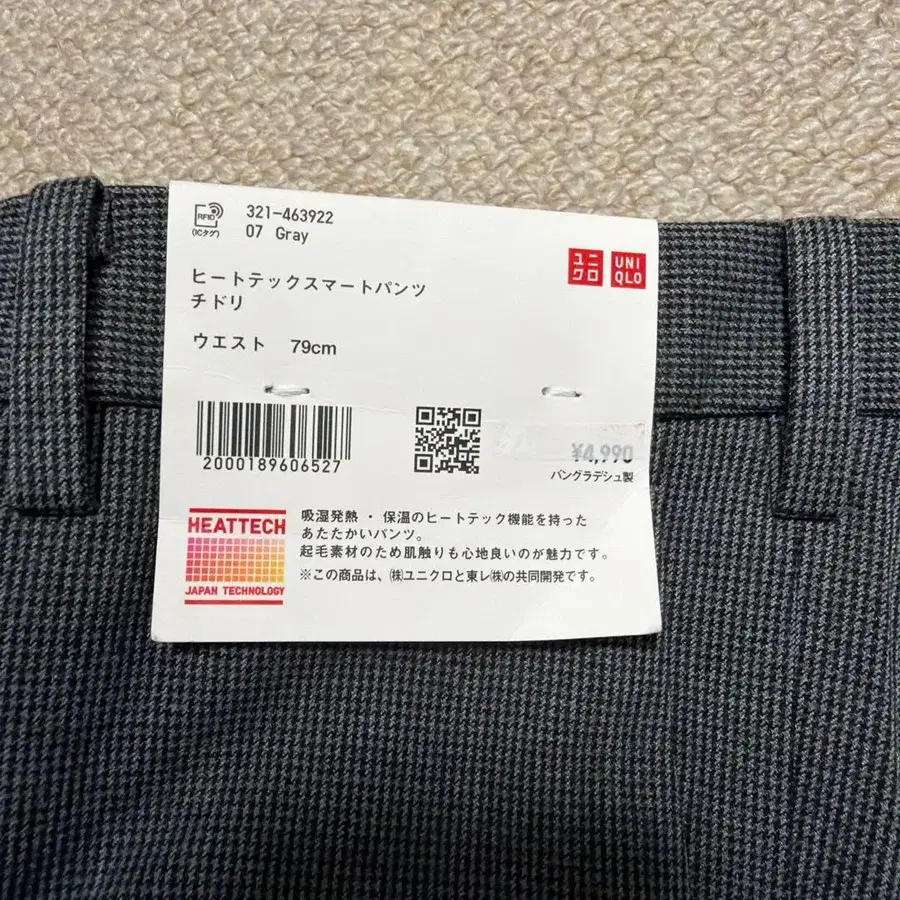 RFID
(ICタグ)
321-463922
07 Gray
ユニクロ
UNIQLO
ヒートテックスマートパンツ
チドリ
ウエスト 79cm
2000189606527
¥4,990
バングラデシュ製
HEATTECH
JAPAN TECHNOLOGY
吸湿発熱・保温のヒートテック機能を持った
あたたかいパンツ。
起毛素材のため肌触りも心地良いのが魅力です。
※この商品は、㈱ユニクロと東レ㈱の共同開発です。